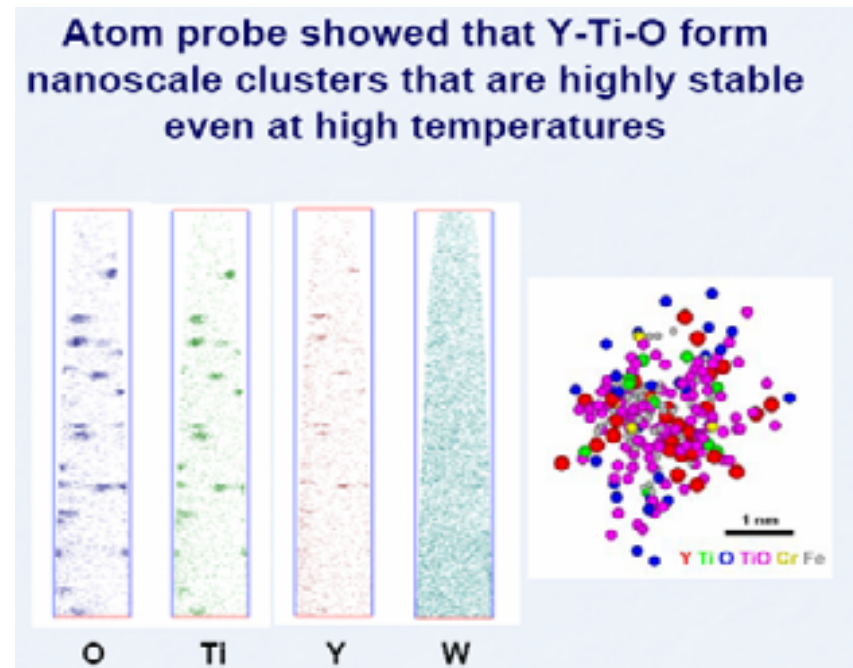 Atom probe showed that Y-Ti-O form
nanoscale clusters that are highly stable
even at high temperatures
1 nm
Y Ti O TiO Cr Fe
O Ti Y W